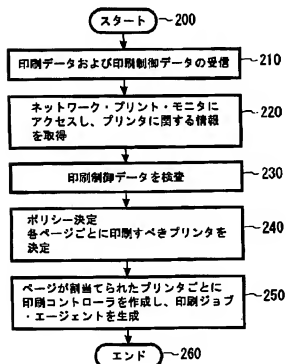 スタート 200
印刷データおよび印刷制御データの受信 210
ネットワーク・プリント・モニタに
アクセスし、プリンタに関する情報 220
を取得
印刷制御データを検査 230
ポリシー決定
各ページごとに印刷すべきプリンタを 240
決定
ページが割当てられたプリンタごとに
印刷コントローラを作成し、印刷ジョブ 250
・エージェントを生成
エンド 260